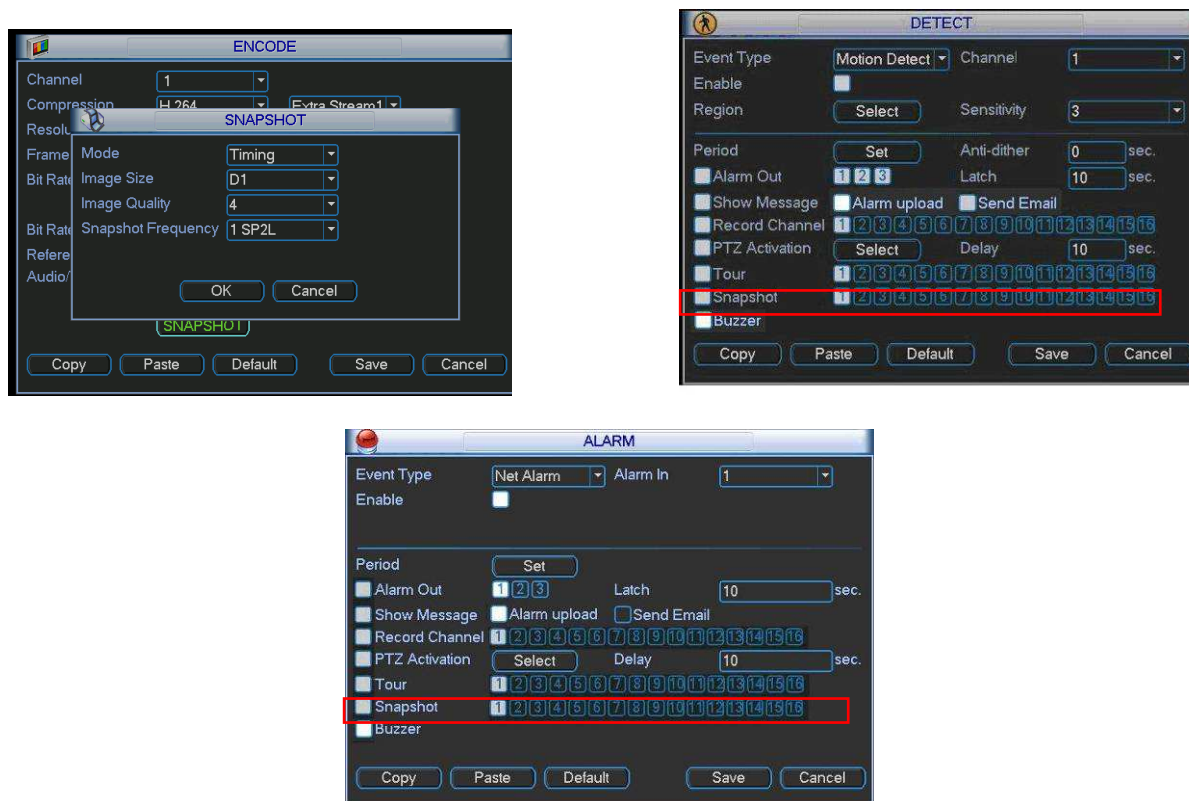 ENCODE
Channel 1
Compression H.264 Extra Stream1
SNAPSHOT
Mode Timing
Frame
Image Size D1
Bit Rate
Image Quality 4
Bit Rate
Snapshot Frequency 1 SP2L
Audio/
OK Cancel
SNAPSHOT
Copy Paste Default Save Cancel
DETECT
Event Type Motion Detect Channel 1
Enable
Region Select Sensitivity 3
Period Set Anti-dither 0 sec.
Alarm Out 1 2 3 Latch 10 sec.
Show Message Alarm upload Send Email
Record Channel 1 2 3 4 5 6 7 8 9 10 11 12 13 14 15 16
PTZ Activation Select Delay 10 sec.
Tour 1 2 3 4 5 6 7 8 9 10 11 12 13 14 15 16
Snapshot 1 2 3 4 5 6 7 8 9 10 11 12 13 14 15 16
Buzzer
Copy Paste Default Save Cancel
ALARM
Event Type Net Alarm Alarm In 1
Enable
Period Set
Alarm Out 1 2 3 Latch 10 sec.
Show Message Alarm upload Send Email
Record Channel 1 2 3 4 5 6 7 8 9 10 11 12 13 14 15 16
PTZ Activation Select Delay 10 sec.
Tour 1 2 3 4 5 6 7 8 9 10 11 12 13 14 15 16
Snapshot 1 2 3 4 5 6 7 8 9 10 11 12 13 14 15 16
Buzzer
Copy Paste Default Save Cancel